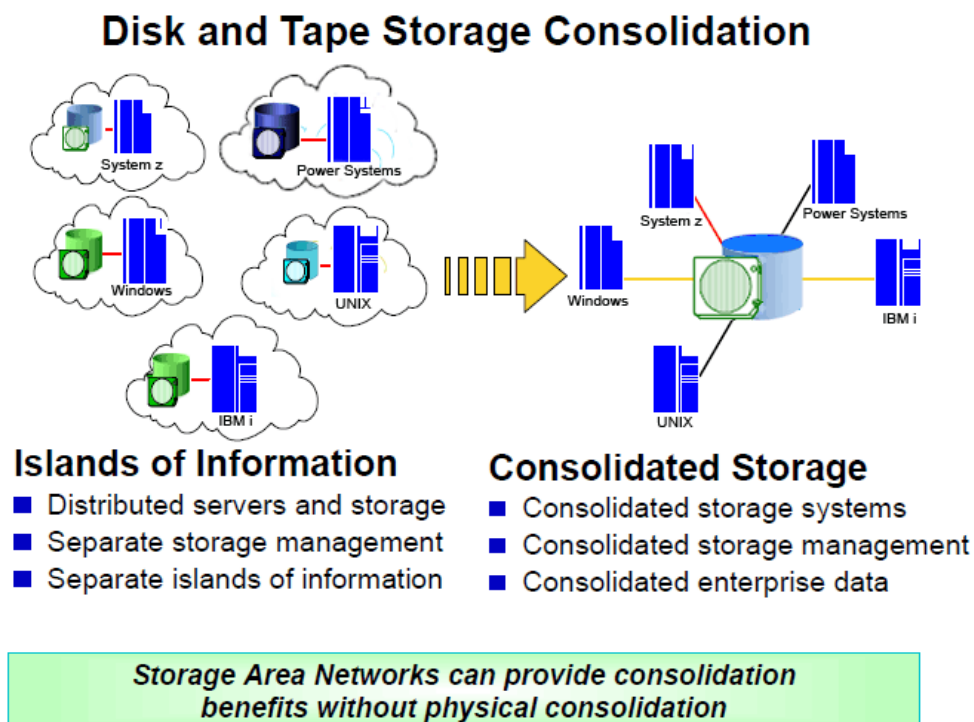 Disk and Tape Storage Consolidation
System z
Power Systems
Windows
UNIX
IBM i
System z
Power Systems
Windows
IBM i
UNIX
Islands of Information
■ Distributed servers and storage
■ Separate storage management
■ Separate islands of information
Consolidated Storage
■ Consolidated storage systems
■ Consolidated storage management
■ Consolidated enterprise data
Storage Area Networks can provide consolidation
benefits without physical consolidation